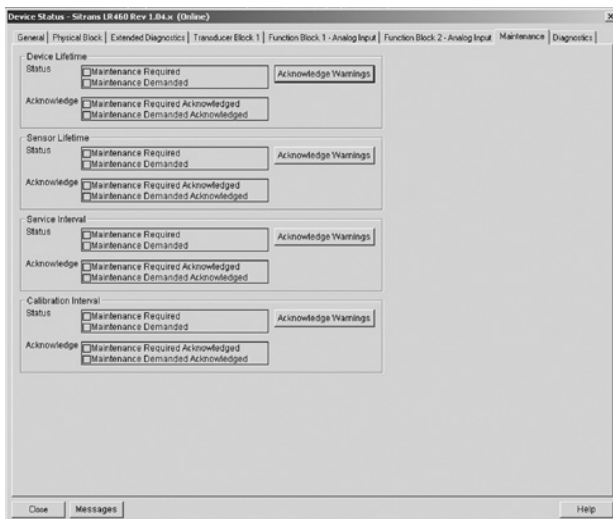 Device Status - Sitrans LR460 Rev 1.04.x (Online)
General | Physical Block | Extended Diagnostics | Transducer Block 1 | Function Block 1 - Analog Input | Function Block 2 - Analog Input | Maintenance | Diagnostics
Device Lifetime
Status
Maintenance Required
Maintenance Demanded
Acknowledge Warnings
Acknowledge
Maintenance Required Acknowledged
Maintenance Demanded Acknowledged
Sensor Lifetime
Status
Maintenance Required
Maintenance Demanded
Acknowledge Warnings
Acknowledge
Maintenance Required Acknowledged
Maintenance Demanded Acknowledged
Service Interval
Status
Maintenance Required
Maintenance Demanded
Acknowledge Warnings
Acknowledge
Maintenance Required Acknowledged
Maintenance Demanded Acknowledged
Calibration Interval
Status
Maintenance Required
Maintenance Demanded
Acknowledge Warnings
Acknowledge
Maintenance Required Acknowledged
Maintenance Demanded Acknowledged
Close
Messages
Help